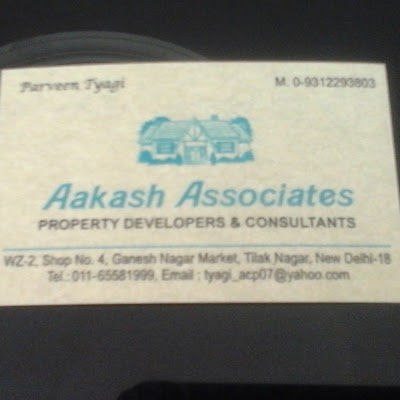 Parveen Tyagi
M. 0-9312293803
Aakash Associates
PROPERTY DEVELOPERS & CONSULTANTS
WZ-2, Shop No. 4, Ganesh Nagar Market, Tilak Nagar, New Delhi-18
Tel.: 011-65581999, Email : tyagi_acp07@yahoo.com